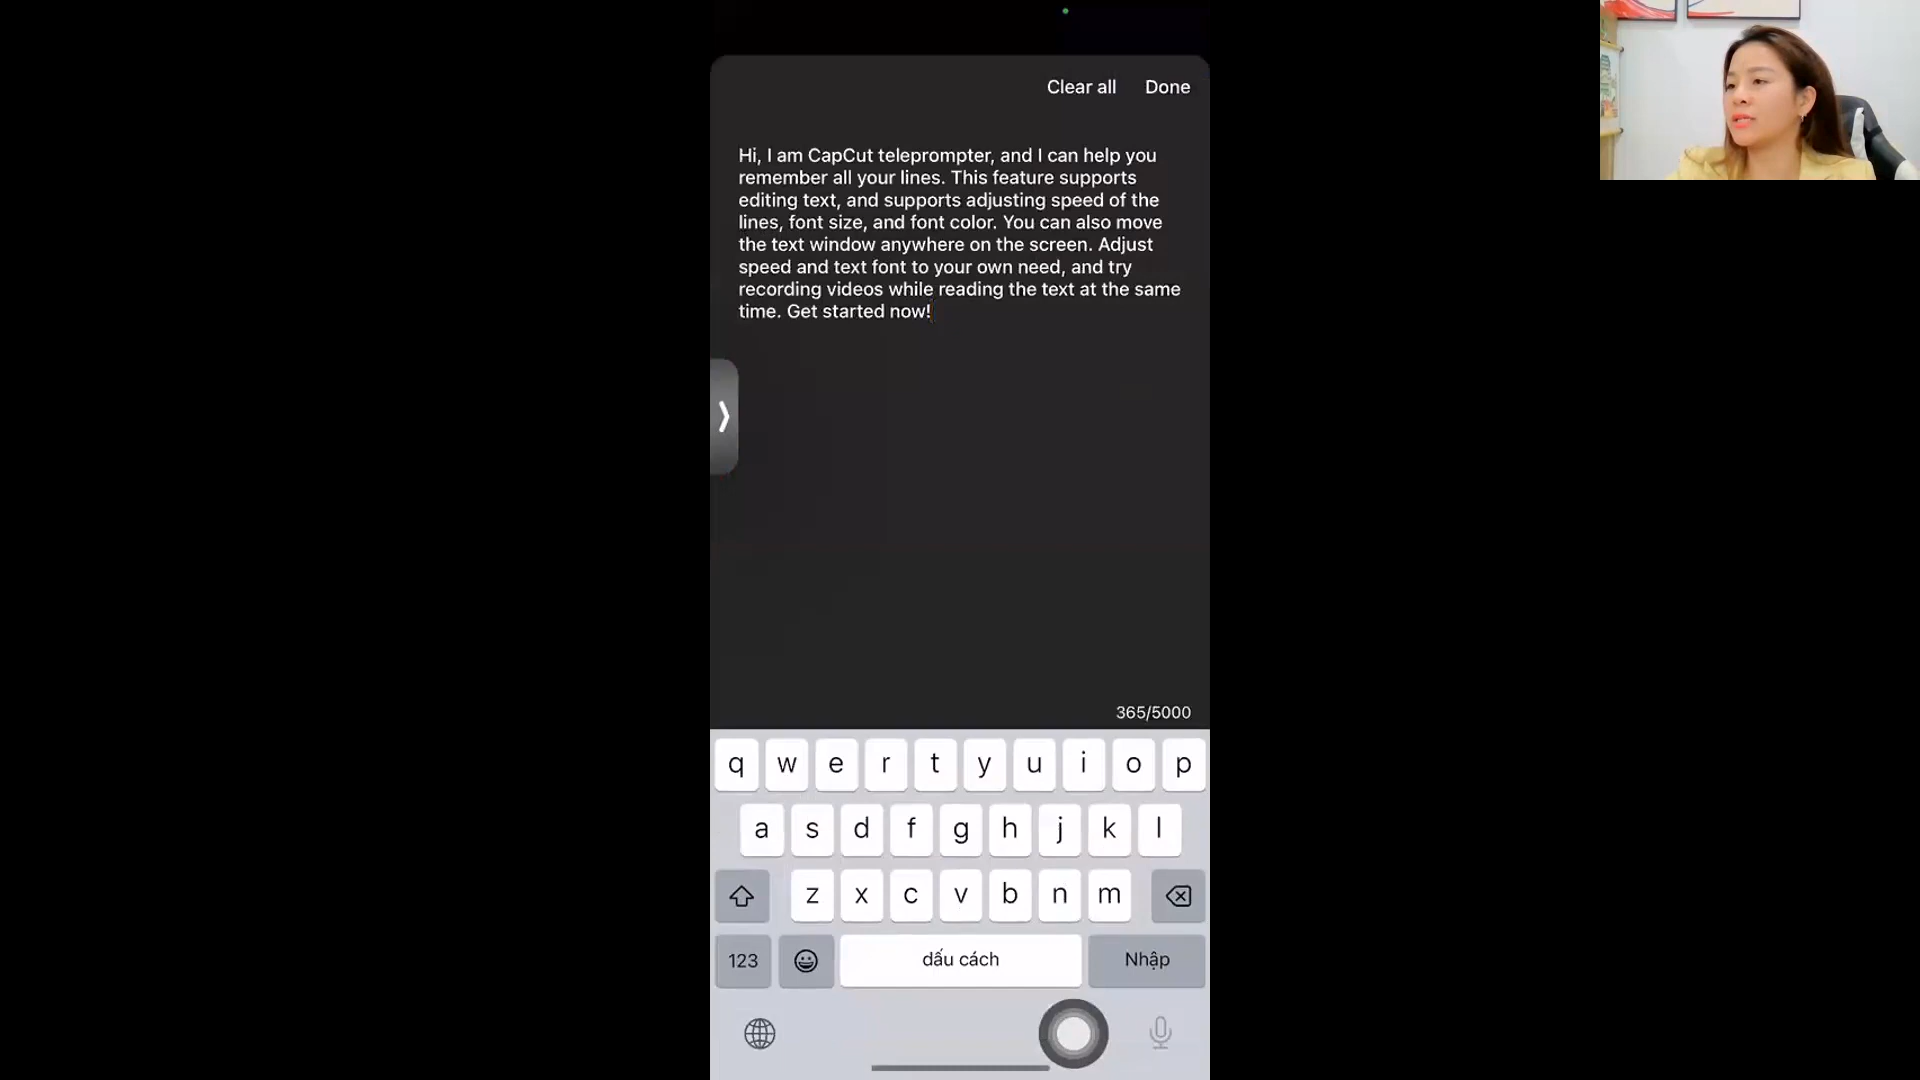 Clear all Done
Hi, I am CapCut teleprompter, and I can help you
remember all your lines. This feature supports
editing text, and supports adjusting speed of the
lines, font size, and font color. You can also move
the text window anywhere on the screen. Adjust
speed and text font to your own need, and try
recording videos while reading the text at the same
time. Get started now!
365/5000
q w e r t y u i o p
a s d f g h j k l
z x c v b n m
123 dấu cách Nhập